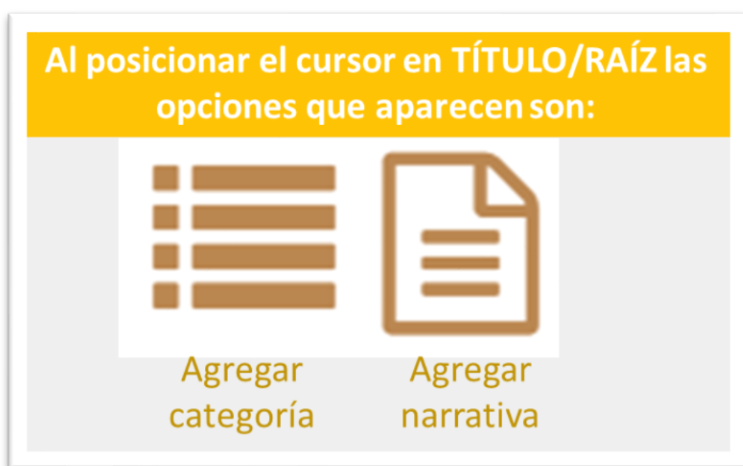 Al posicionar el cursor en TÍTULO/RAÍZ las
opciones que aparecen son:
Agregar
categoría
Agregar
narrativa